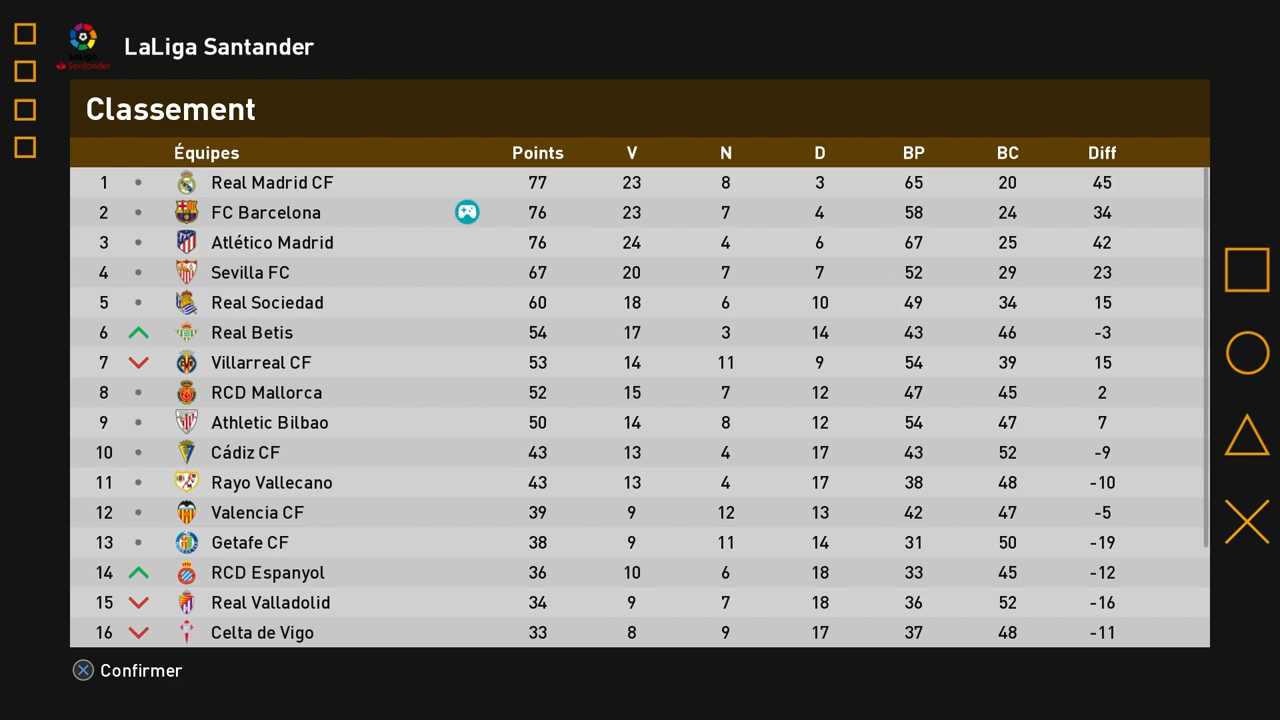 LaLiga Santander
Classement
Équipes Points V N D BP BC Diff
1 Real Madrid CF 77 23 8 3 65 20 45
2 FC Barcelona 76 23 7 4 58 24 34
3 Atlético Madrid 76 24 4 6 67 25 42
4 Sevilla FC 67 20 7 7 52 29 23
5 Real Sociedad 60 18 6 10 49 34 15
6 Real Betis 54 17 3 14 43 46 -3
7 Villarreal CF 53 14 11 9 54 39 15
8 RCD Mallorca 52 15 7 12 47 45 2
9 Athletic Bilbao 50 14 8 12 54 47 7
10 Cádiz CF 43 13 4 17 43 52 -9
11 Rayo Vallecano 43 13 4 17 38 48 -10
12 Valencia CF 39 9 12 13 42 47 -5
13 Getafe CF 38 9 11 14 31 50 -19
14 RCD Espanyol 36 10 6 18 33 45 -12
15 Real Valladolid 34 9 7 18 36 52 -16
16 Celta de Vigo 33 8 9 17 37 48 -11
Confirmer